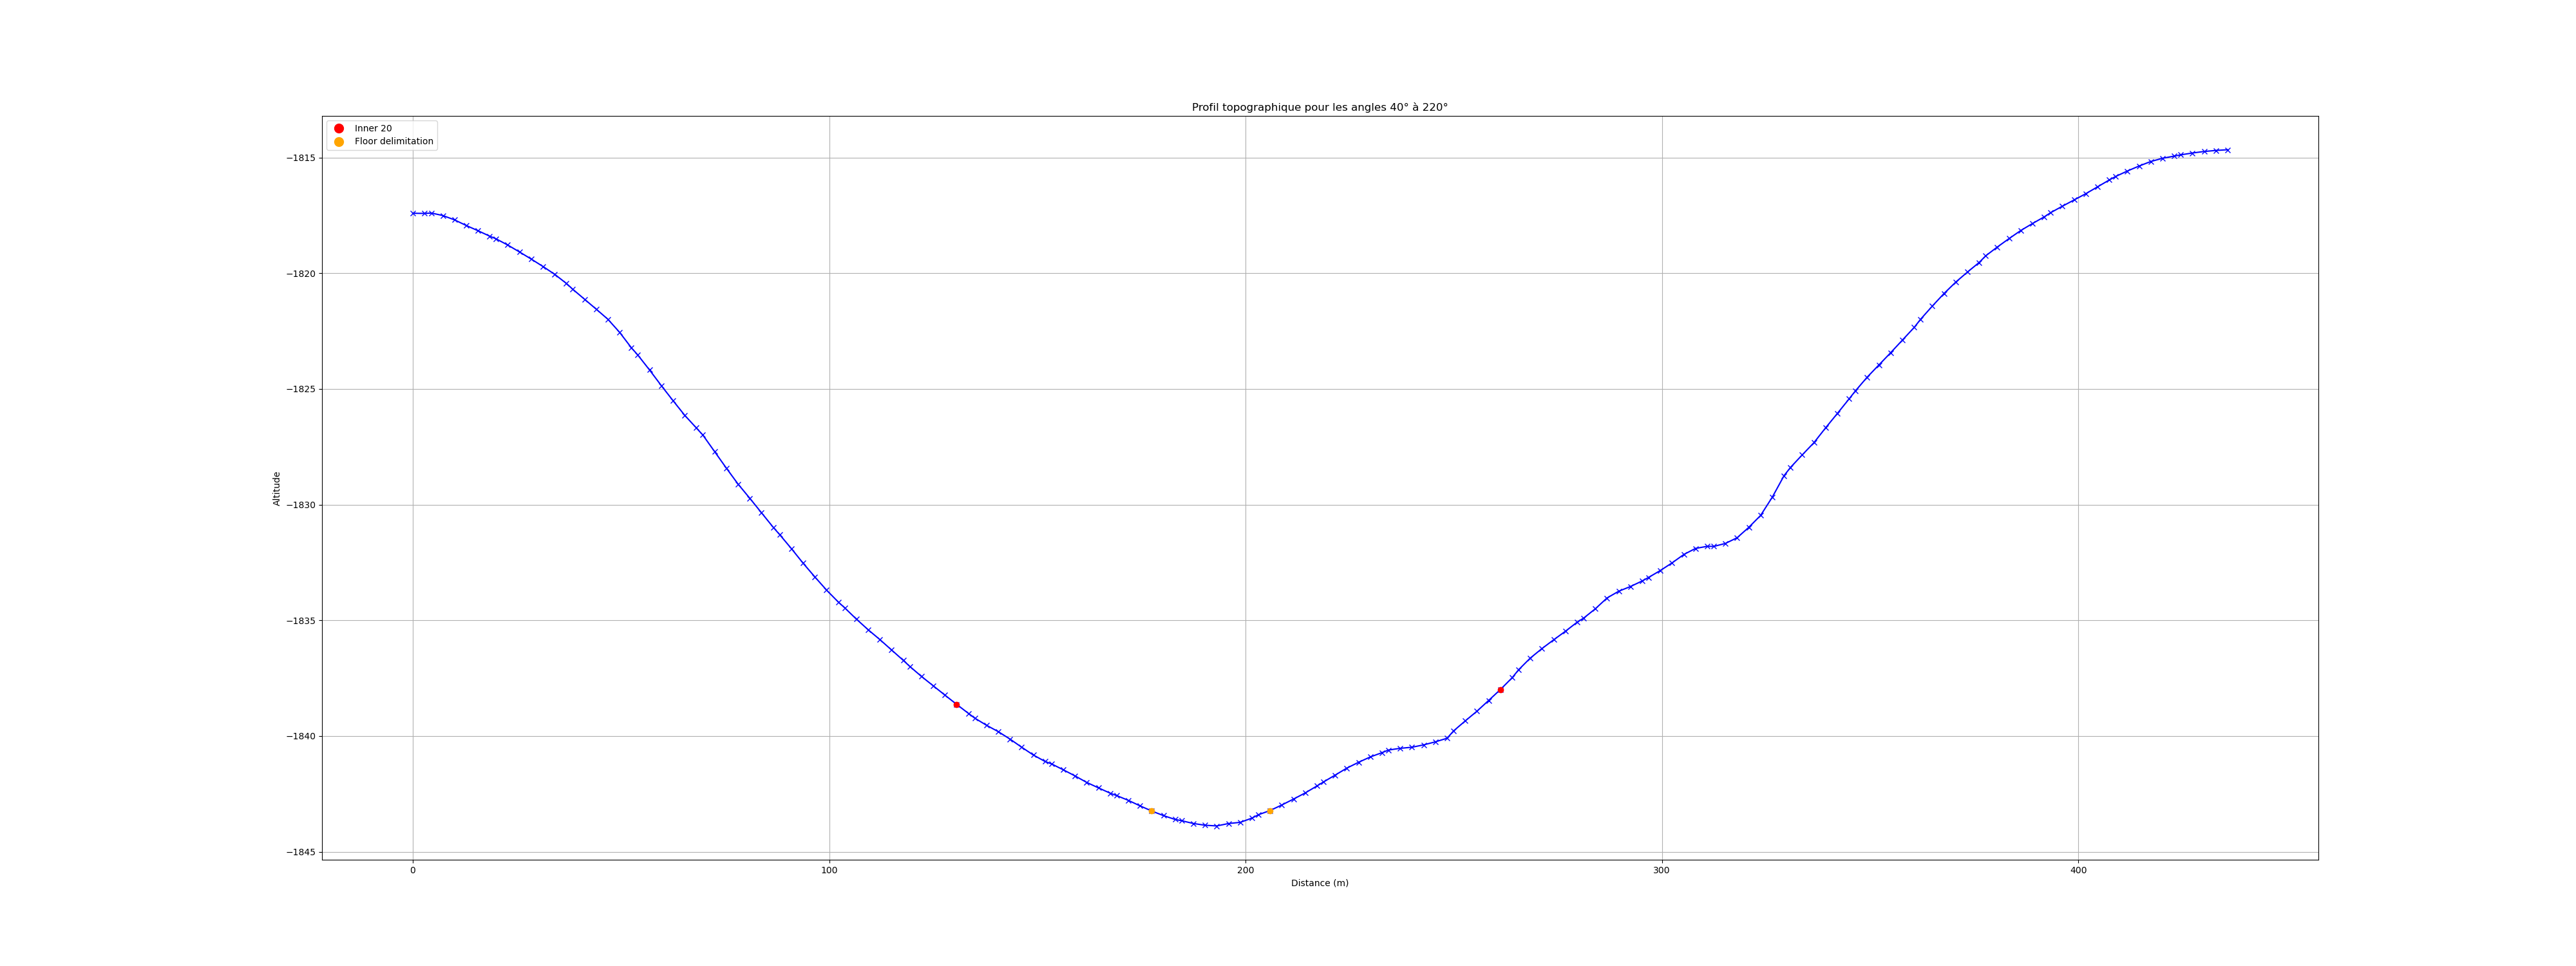 Profil topographique pour les angles 40° à 220°
Inner 20
Floor delimitation
−1815
−1820
−1825
−1830
−1835
−1840
−1845
Altitude
0 100 200 300 400
Distance (m)